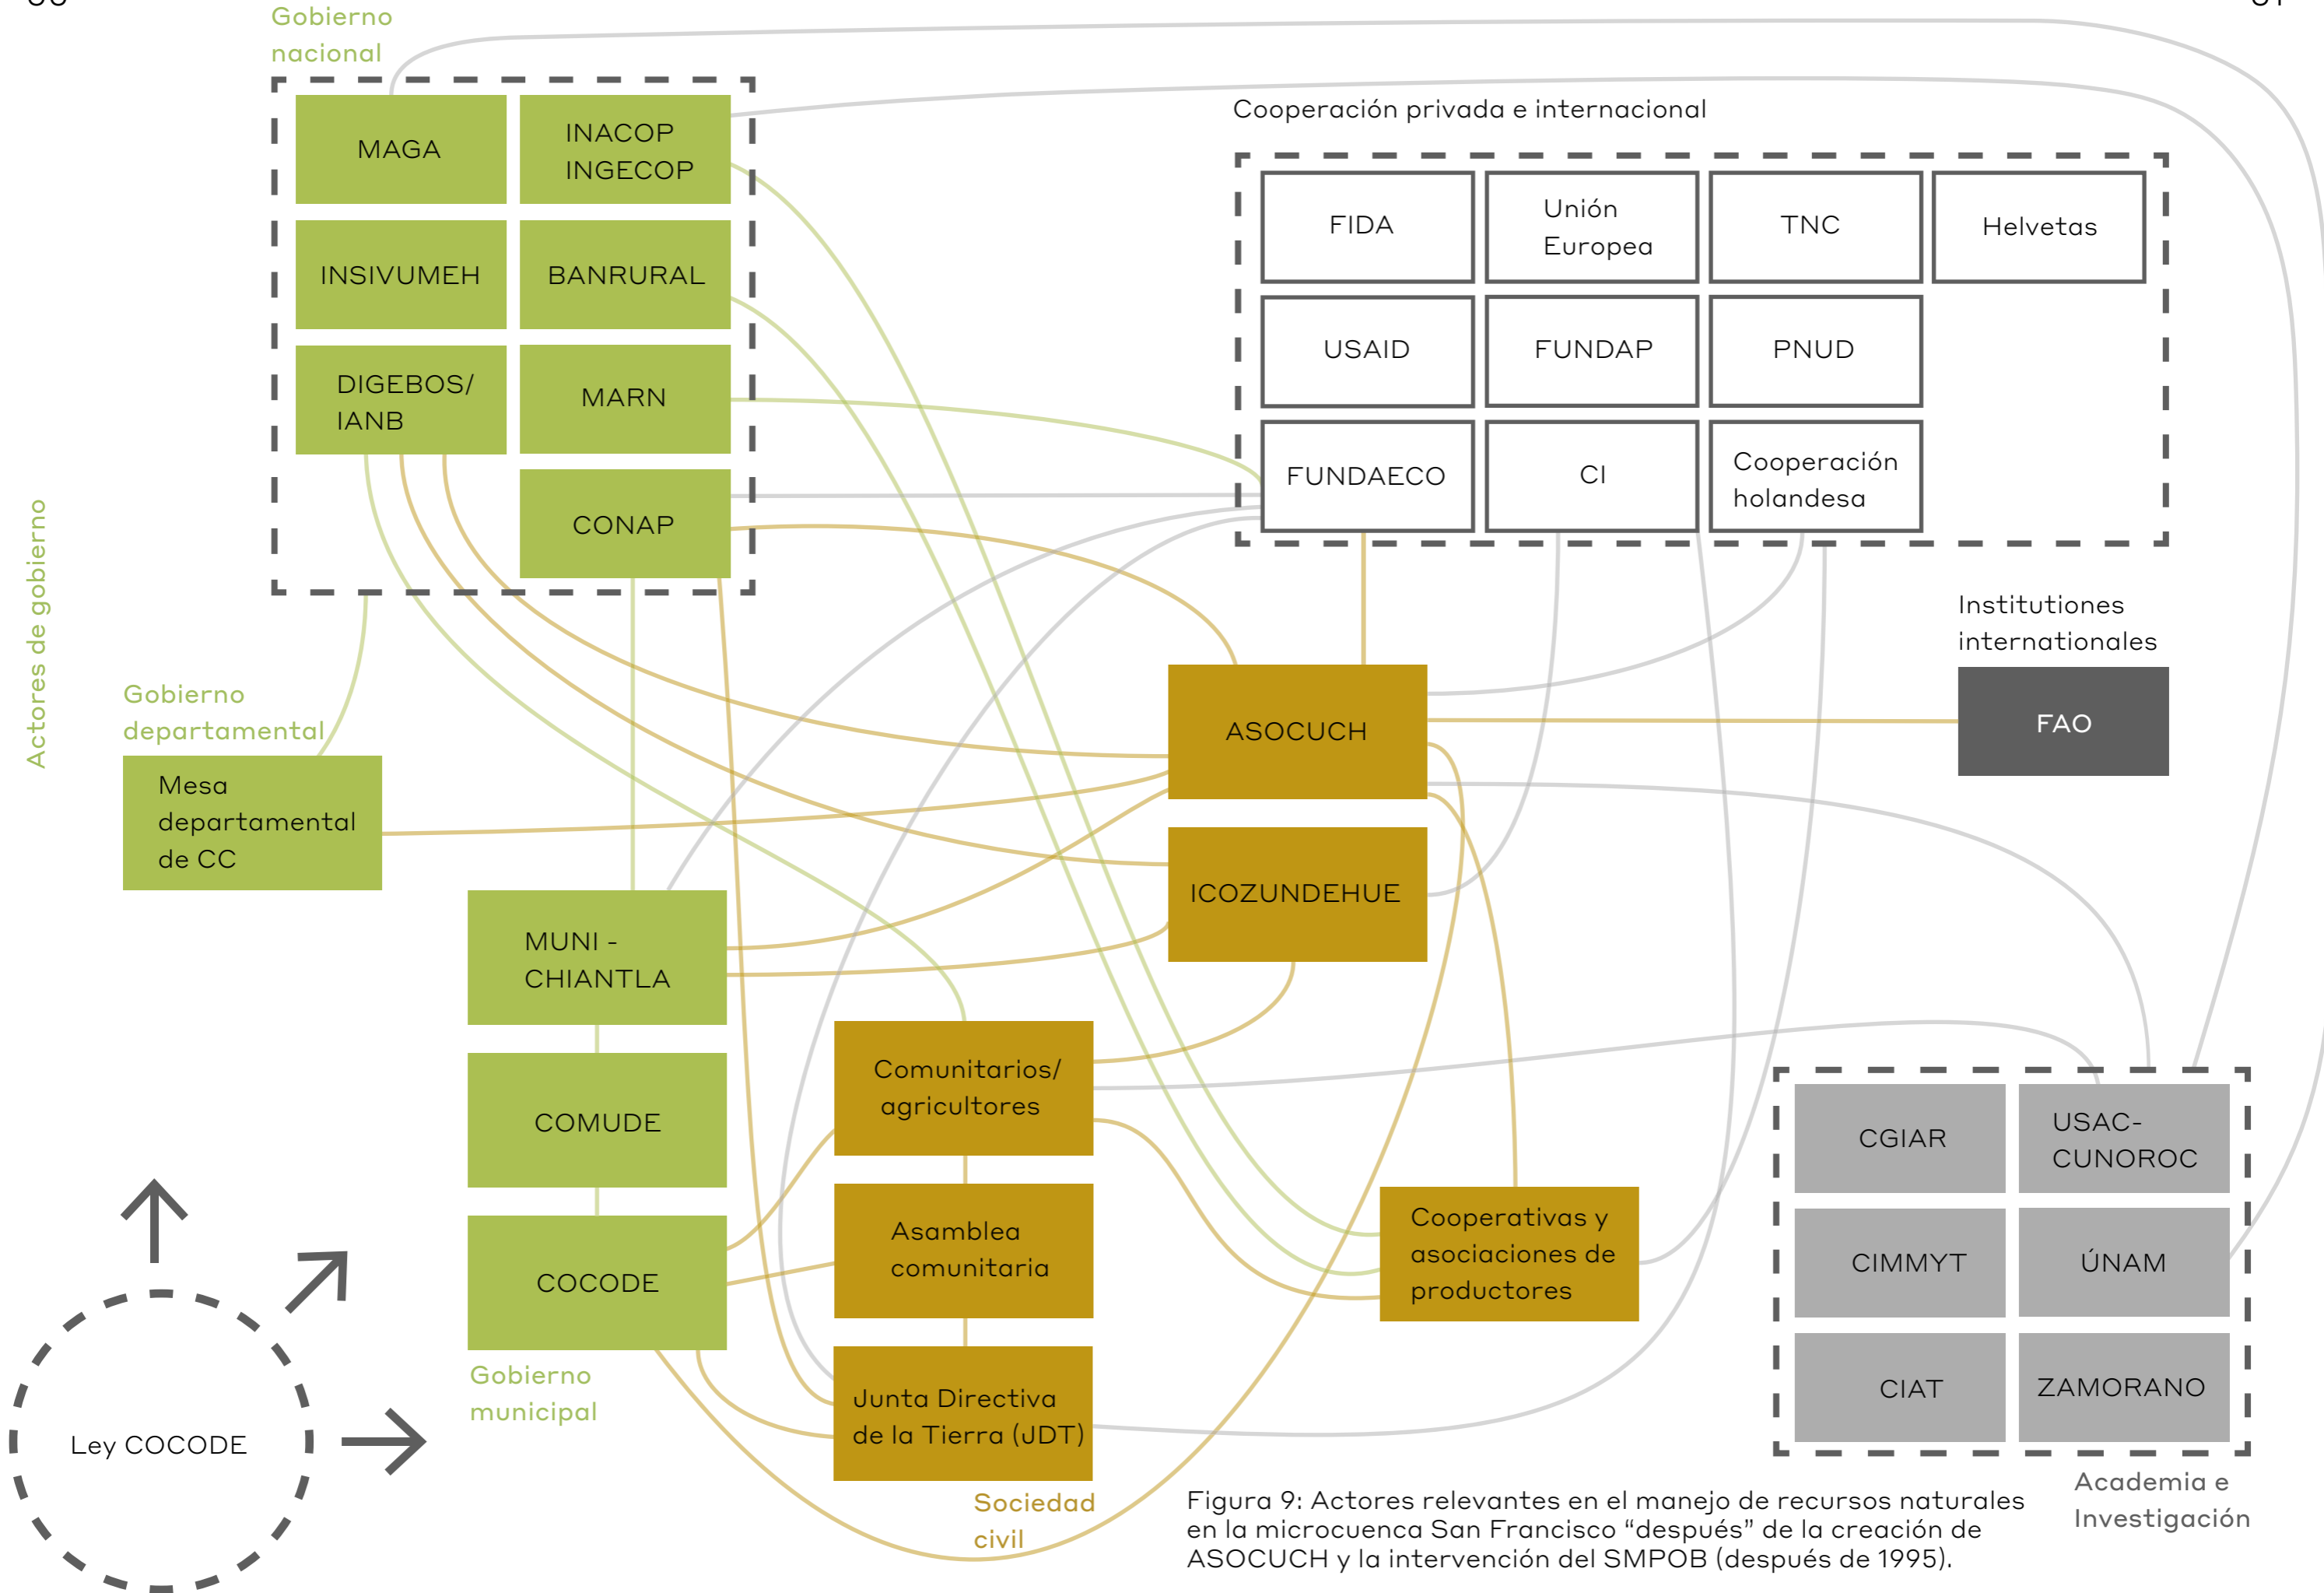 Gobierno
nacional
MAGA
INACOP
INGECOP
INSIVUMEH
BANRURAL
DIGEBOS/
IANB
MARN
CONAP
Cooperación privada e internacional
FIDA
Unión
Europea
TNC
Helvetas
USAID
FUNDAP
PNUD
FUNDAECO
CI
Cooperación
holandesa
Actores de gobierno
Gobierno
departamental
Mesa
departamental
de CC
Institutiones
internationales
FAO
ASOCUCH
ICOZUNDEHUE
MUNI -
CHIANTLA
COMUDE
COCODE
Gobierno
municipal
Comunitarios/
agricultores
Asamblea
comunitaria
Junta Directiva
de la Tierra (JDT)
Sociedad
civil
Cooperativas y
asociaciones de
productores
CGIAR
USAC-
CUNOROC
CIMMYT
ÚNAM
CIAT
ZAMORANO
Academia e
Investigación
Ley COCODE
Figura 9: Actores relevantes en el manejo de recursos naturales
en la microcuenca San Francisco “después” de la creación de
ASOCUCH y la intervención del SMPOB (después de 1995).